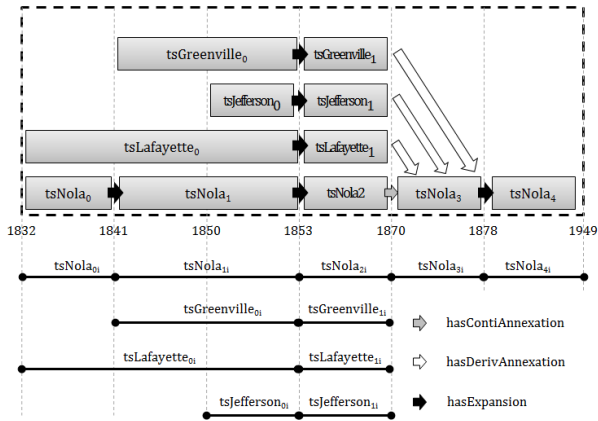 tsGreenville0 tsGreenville1
tsJefferson0 tsJefferson1
tsLafayette0 tsLafayette1
tsNola0 tsNola1 tsNola2 tsNola3 tsNola4
1832 1841 1850 1853 1870 1878 1949
tsNola0i tsNola1i tsNola2i tsNola3i tsNola4i
tsGreenville0i tsGreenville1i
hasContiAnnexation
tsLafayette0i tsLafayette1i
hasDerivAnnexation
tsJefferson0i tsJefferson1i
hasExpansion